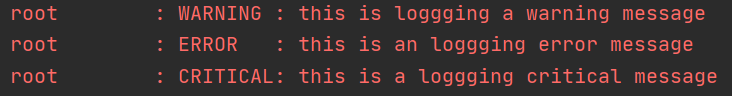 root        : WARNING : this is loggging a warning message
root        : ERROR   : this is an loggging error message
root        : CRITICAL: this is a loggging critical message